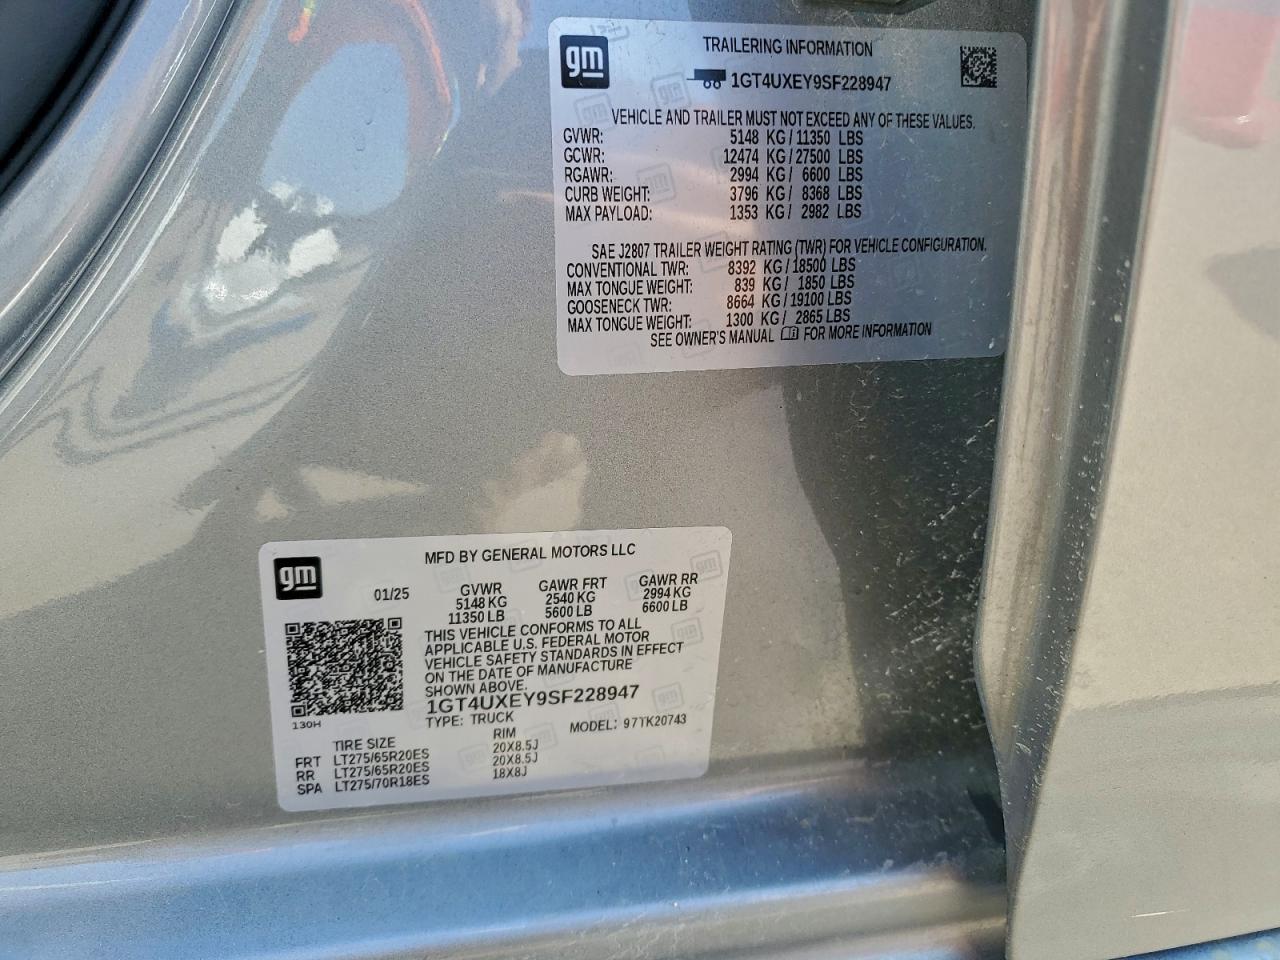 gm
TRAILERING INFORMATION
1GT4UXEY9SF228947
VEHICLE AND TRAILER MUST NOT EXCEED ANY OF THESE VALUES.
GVWR: 5148 KG/11350 LBS
GCWR: 12474 KG/27500 LBS
RGAWR: 2994 KG/ 6600 LBS
CURB WEIGHT: 3796 KG/ 8368 LBS
MAX PAYLOAD: 1353 KG/ 2982 LBS
SAE J2807 TRAILER WEIGHT RATING (TWR) FOR VEHICLE CONFIGURATION.
CONVENTIONAL TWR: 8392 KG/18500 LBS
MAX TONGUE WEIGHT: 839 KG/ 1850 LBS
GOOSENECK TWR: 8664 KG/19100 LBS
MAX TONGUE WEIGHT: 1300 KG/ 2865 LBS
SEE OWNER'S MANUAL FOR MORE INFORMATION
gm
MFD BY GENERAL MOTORS LLC
01/25 GVWR GAWR FRT GAWR RR
5148 KG 2540 KG 2994 KG
11350 LB 5600 LB 6600 LB
THIS VEHICLE CONFORMS TO ALL
APPLICABLE U.S. FEDERAL MOTOR
VEHICLE SAFETY STANDARDS IN EFFECT
ON THE DATE OF MANUFACTURE
SHOWN ABOVE.
1GT4UXEY9SF228947
130H
TYPE: TRUCK MODEL: 971K20743
TIRE SIZE RIM
FRT LT275/65R20ES 20X8.5J
RR LT275/65R20ES 20X8.5J
SPA LT275/70R18ES 18X8J